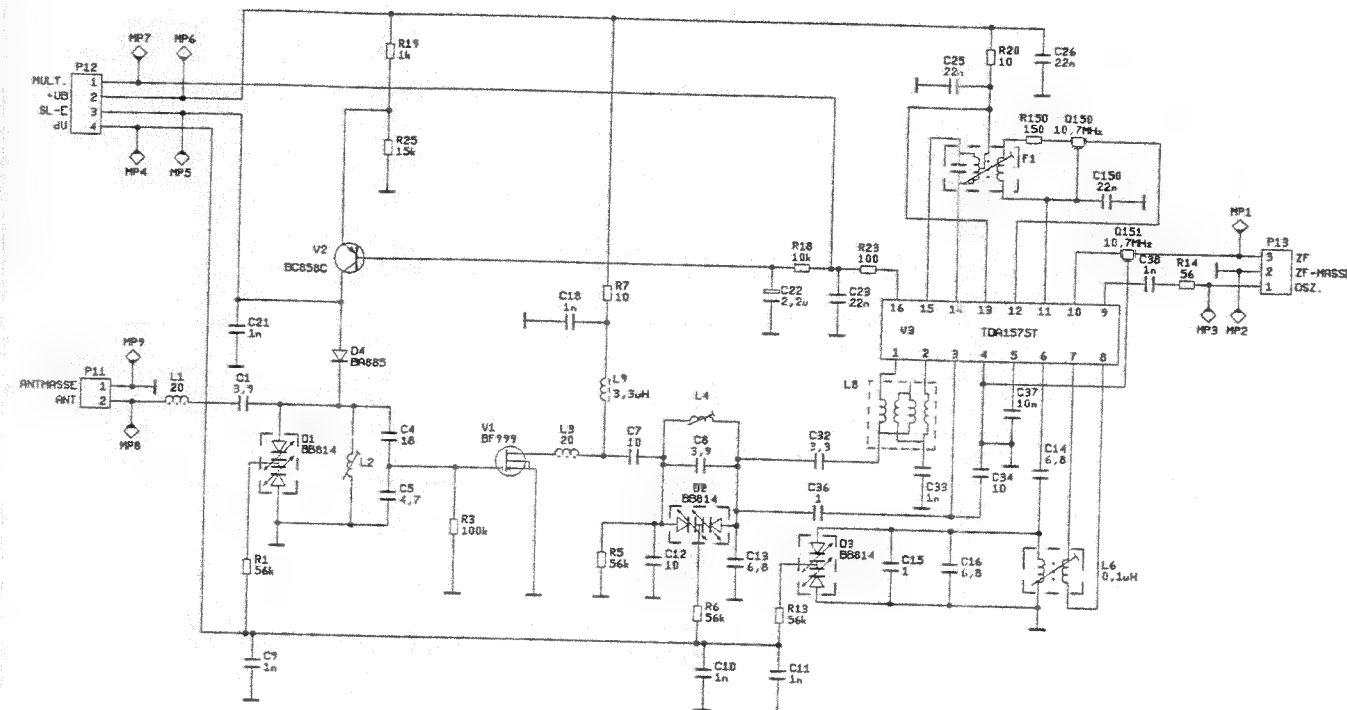 MP7
MP6
P12
MULT. 1
+UB 2
SL-E 3
dU 4
MP4
MP5
R19
1k
R25
15k
C25
22n
R20
10
C26
22n
R150
150
Q150
10,7MHz
F1
C150
22n
MP1
Q151
10,7MHz
P13
3 ZF
2 ZF-MASSE
1 OSZ.
C38
1n
R14
56
MP3
MP2
V2
BC858C
R18
10k
R23
100
R7
10
C18
1n
C22
2,2u
C29
22n
16 15 14 13 12 11 10 9
V3 TDA1575T
1 2 3 4 5 6 7 8
C21
1n
D4
BA885
MP9
P11
ANTMASSE 1
ANT 2
MP8
L1
20
C1
3,9
L9
3,3uH
L8
L4
C37
10n
D1
BB814
L2
C4
18
C5
4,7
V1
BF999
L3
20
C7
10
C8
3,9
C32
3,3
C33
1n
C34
10
C14
6,8
D2
BB814
C36
1
R3
100k
R1
56k
R5
56k
C12
10
C13
6,8
D3
BB814
C15
1
C16
6,8
L6
0,1uH
R6
56k
R13
56k
C9
1n
C10
1n
C11
1n